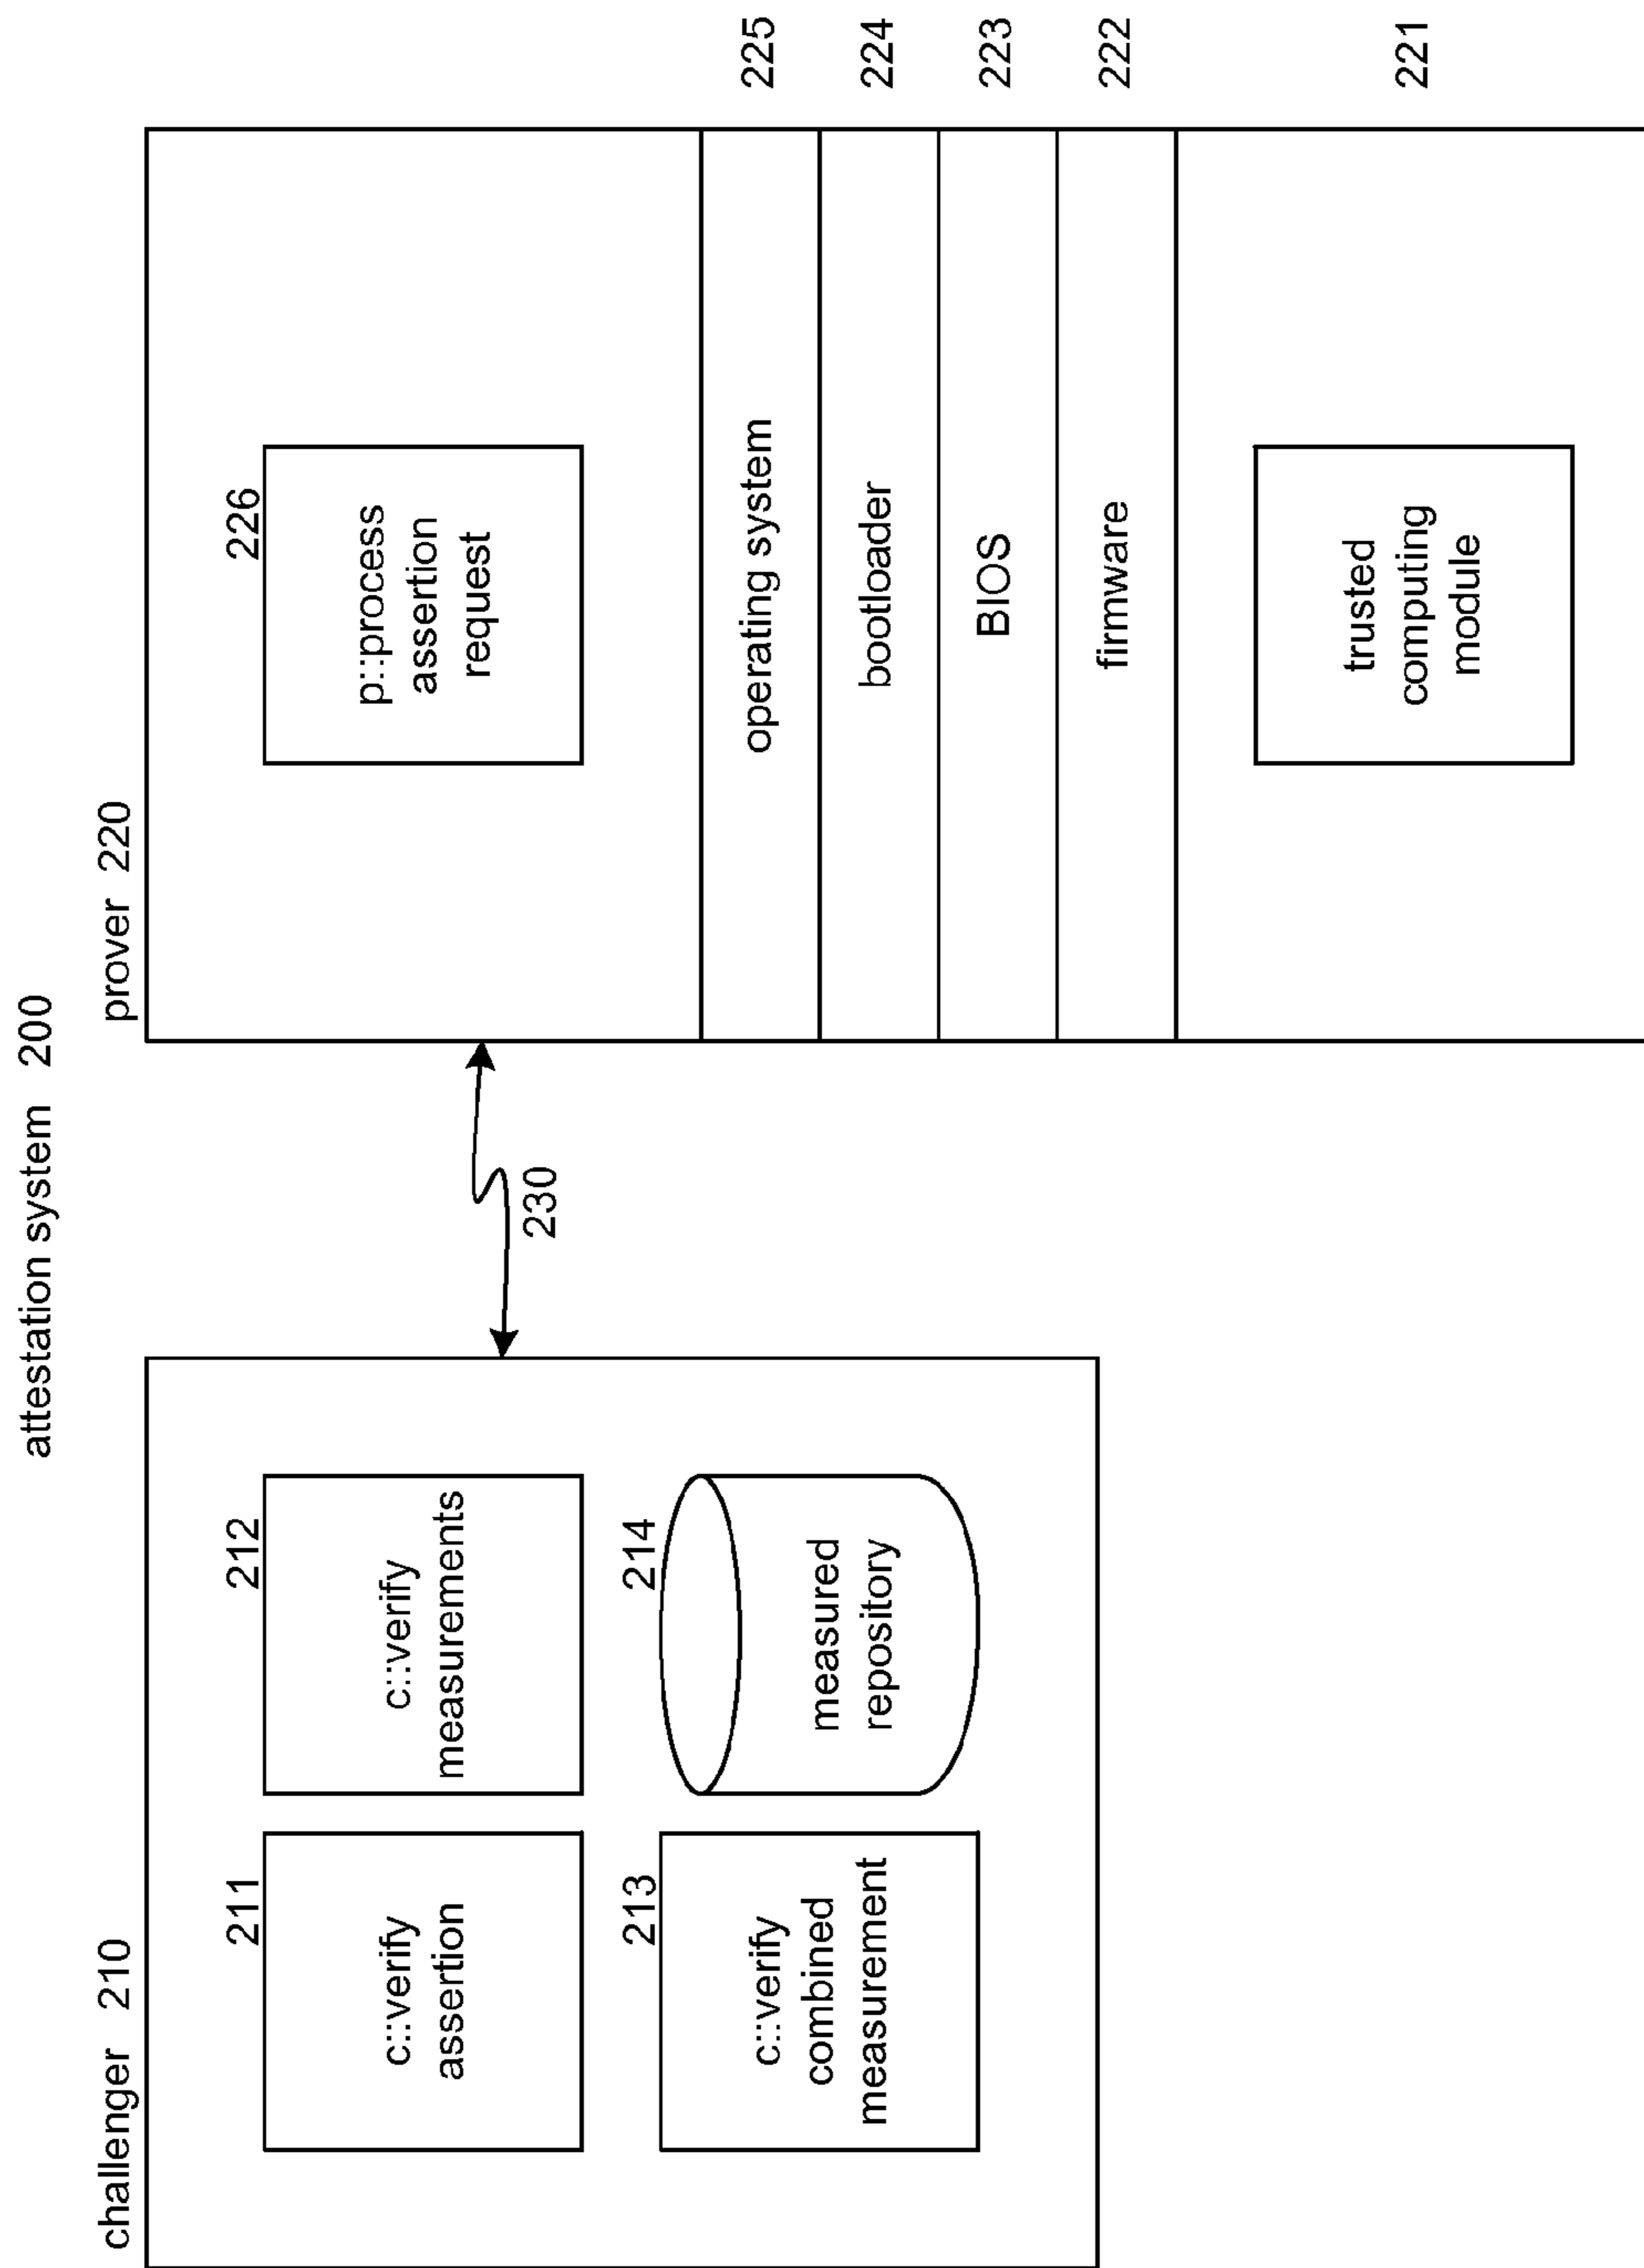 attestation system 200
challenger 210
211
c::verify
assertion
212
c::verify
measurements
213
c::verify
combined
measurement
214
measured
repository
230
prover 220
226
p::process
assertion
request
operating system 225
bootloader 224
BIOS 223
firmware 222
trusted
computing
module
221